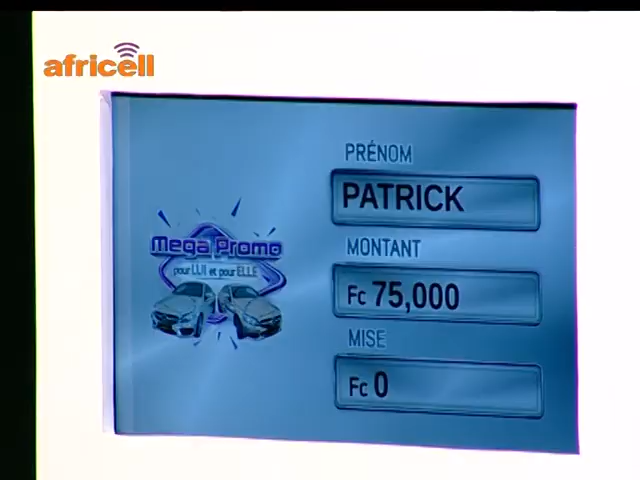 africell
PRÉNOM
PATRICK
Mega Promo
pour LUI et pour ELLE
MONTANT
Fc 75,000
MISE
Fc 0